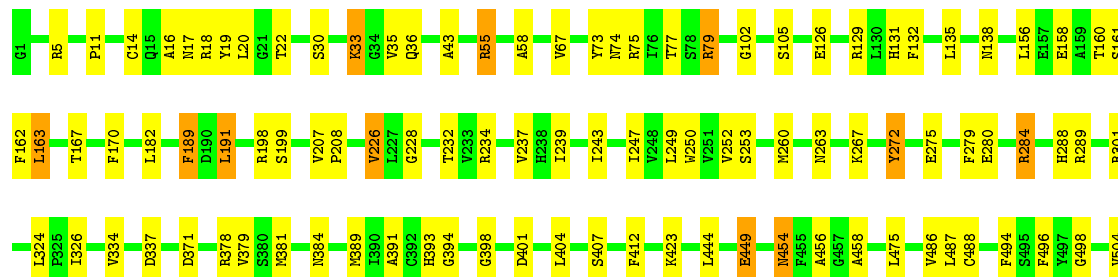 G1 R5 P11 C14 Q15 A16 N17 R18 Y19 L20 G21 T22 S30 K33 G34 V35 Q36 A43 R55 A58 V67 Y73 N74 R75 I76 T77 S78 R79 G102 S105 E126 R129 L130 H131 F132 L135 N138 L156 E157 E158 A159 T160 S161
F162 L163 T167 F170 L182 F189 D190 L191 R198 S199 V207 P208 V226 L227 G228 T232 V233 R234 V237 H238 I239 I243 I247 V248 L249 W250 V251 V252 S253 M260 N263 K267 Y272 E275 F279 E280 R284 H288 R289
L324 P325 I326 V334 D337 D371 R378 V379 S380 M381 N384 M389 I390 A391 C392 H393 G394 G398 D401 L404 S407 F412 K423 L444 E449 N454 F455 A456 G457 A458 L475 V486 L487 C488 F494 S495 F496 Y497 G498